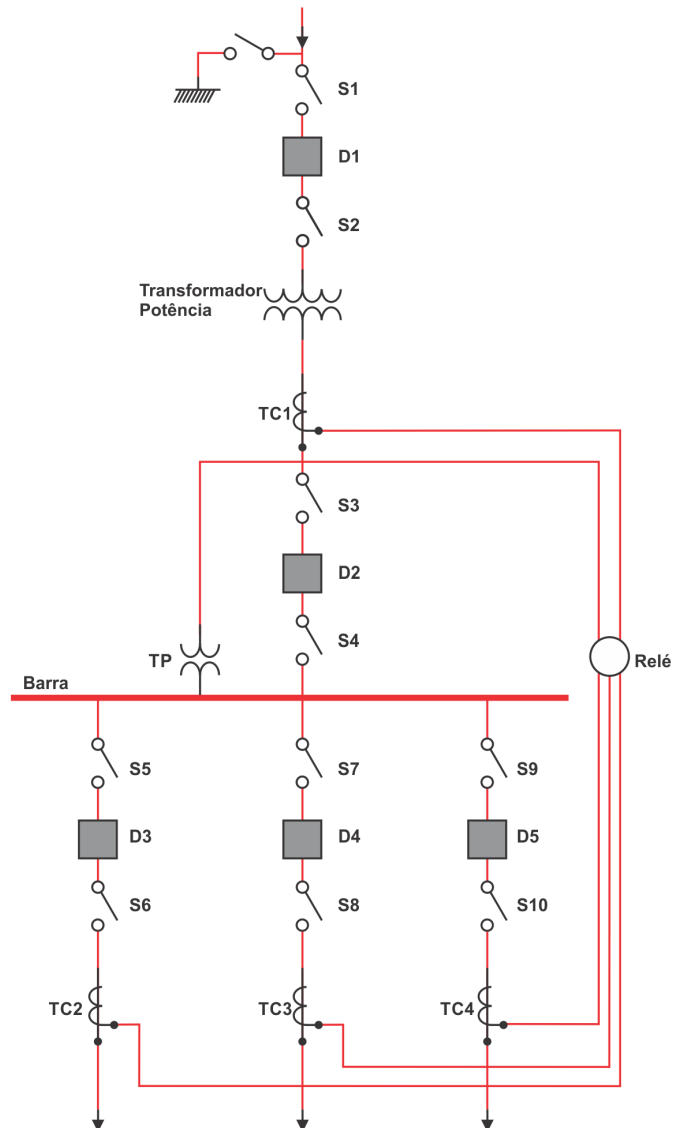 S1
D1
S2
Transformador
Potência
TC1
S3
D2
S4
TP
Relé
Barra
S5
S7
S9
D3
D4
D5
S6
S8
S10
TC2
TC3
TC4